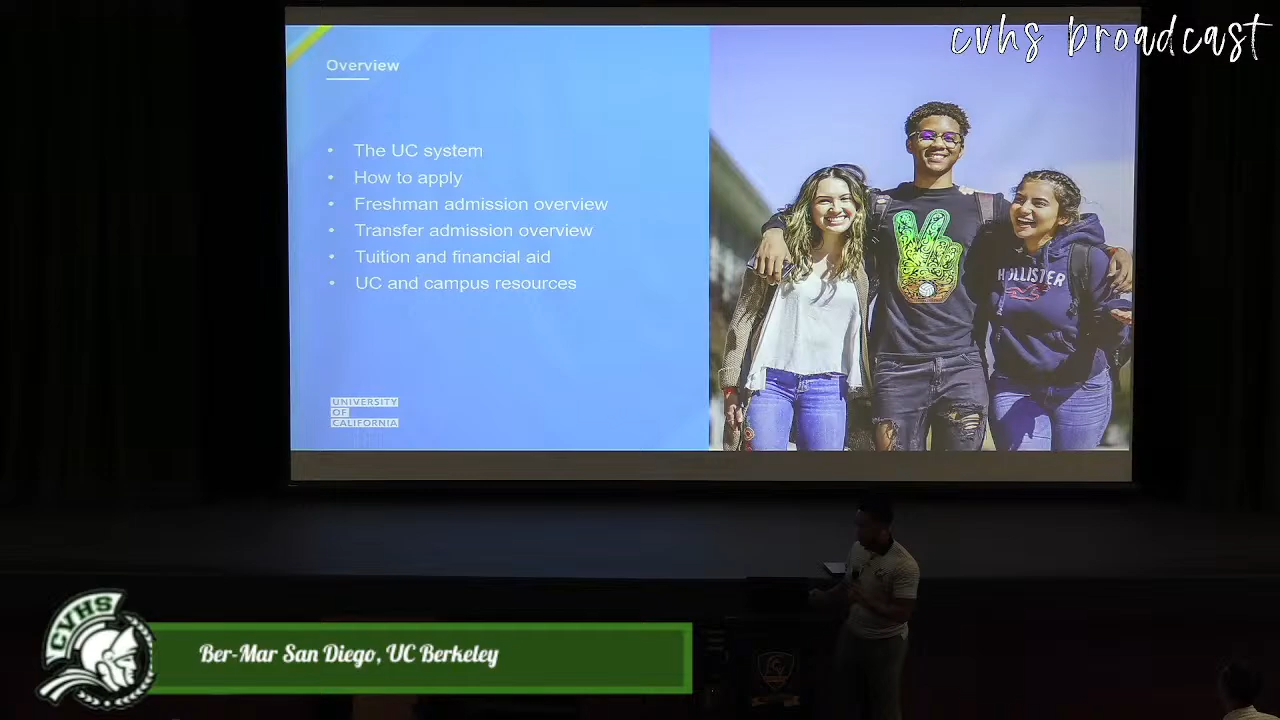 cvhs broadcast
Overview
• The UC system
• How to apply
• Freshman admission overview
• Transfer admission overview
• Tuition and financial aid
• UC and campus resources
UNIVERSITY
OF
CALIFORNIA
HOLLISTER
CVHS
Ber-Mar San Diego, UC Berkeley